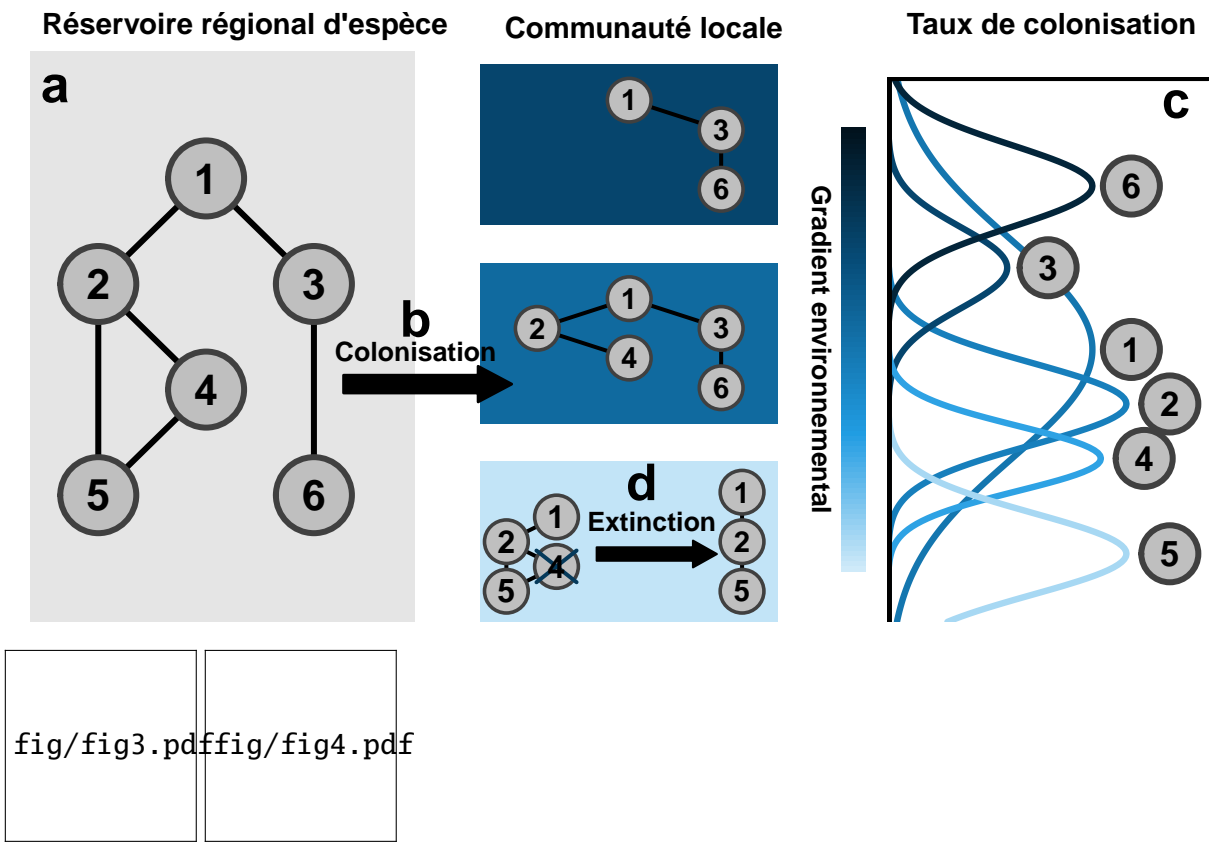 Réservoire régional d'espèce
Communauté locale
Taux de colonisation
a
1
2
3
4
5
6
b
Colonisation
1
3
6
1
2
3
4
6
d
Extinction
1
2
4
5
1
2
5
Gradient environnemental
c
6
3
1
2
4
5
fig/fig3.pdf
fig/fig4.pdf